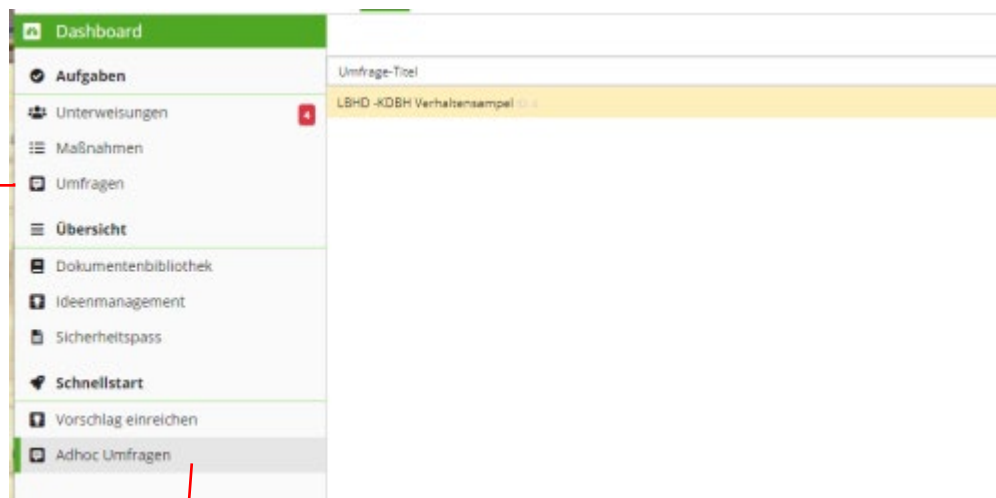 Dashboard
Aufgaben
Unterweisungen 4
Maßnahmen
Umfragen
Übersicht
Dokumentenbibliothek
Ideenmanagement
Sicherheitspass
Schnellstart
Vorschlag einreichen
Adhoc Umfragen
Umfrage-Titel
LBHD -KDBH Verhaltensampel